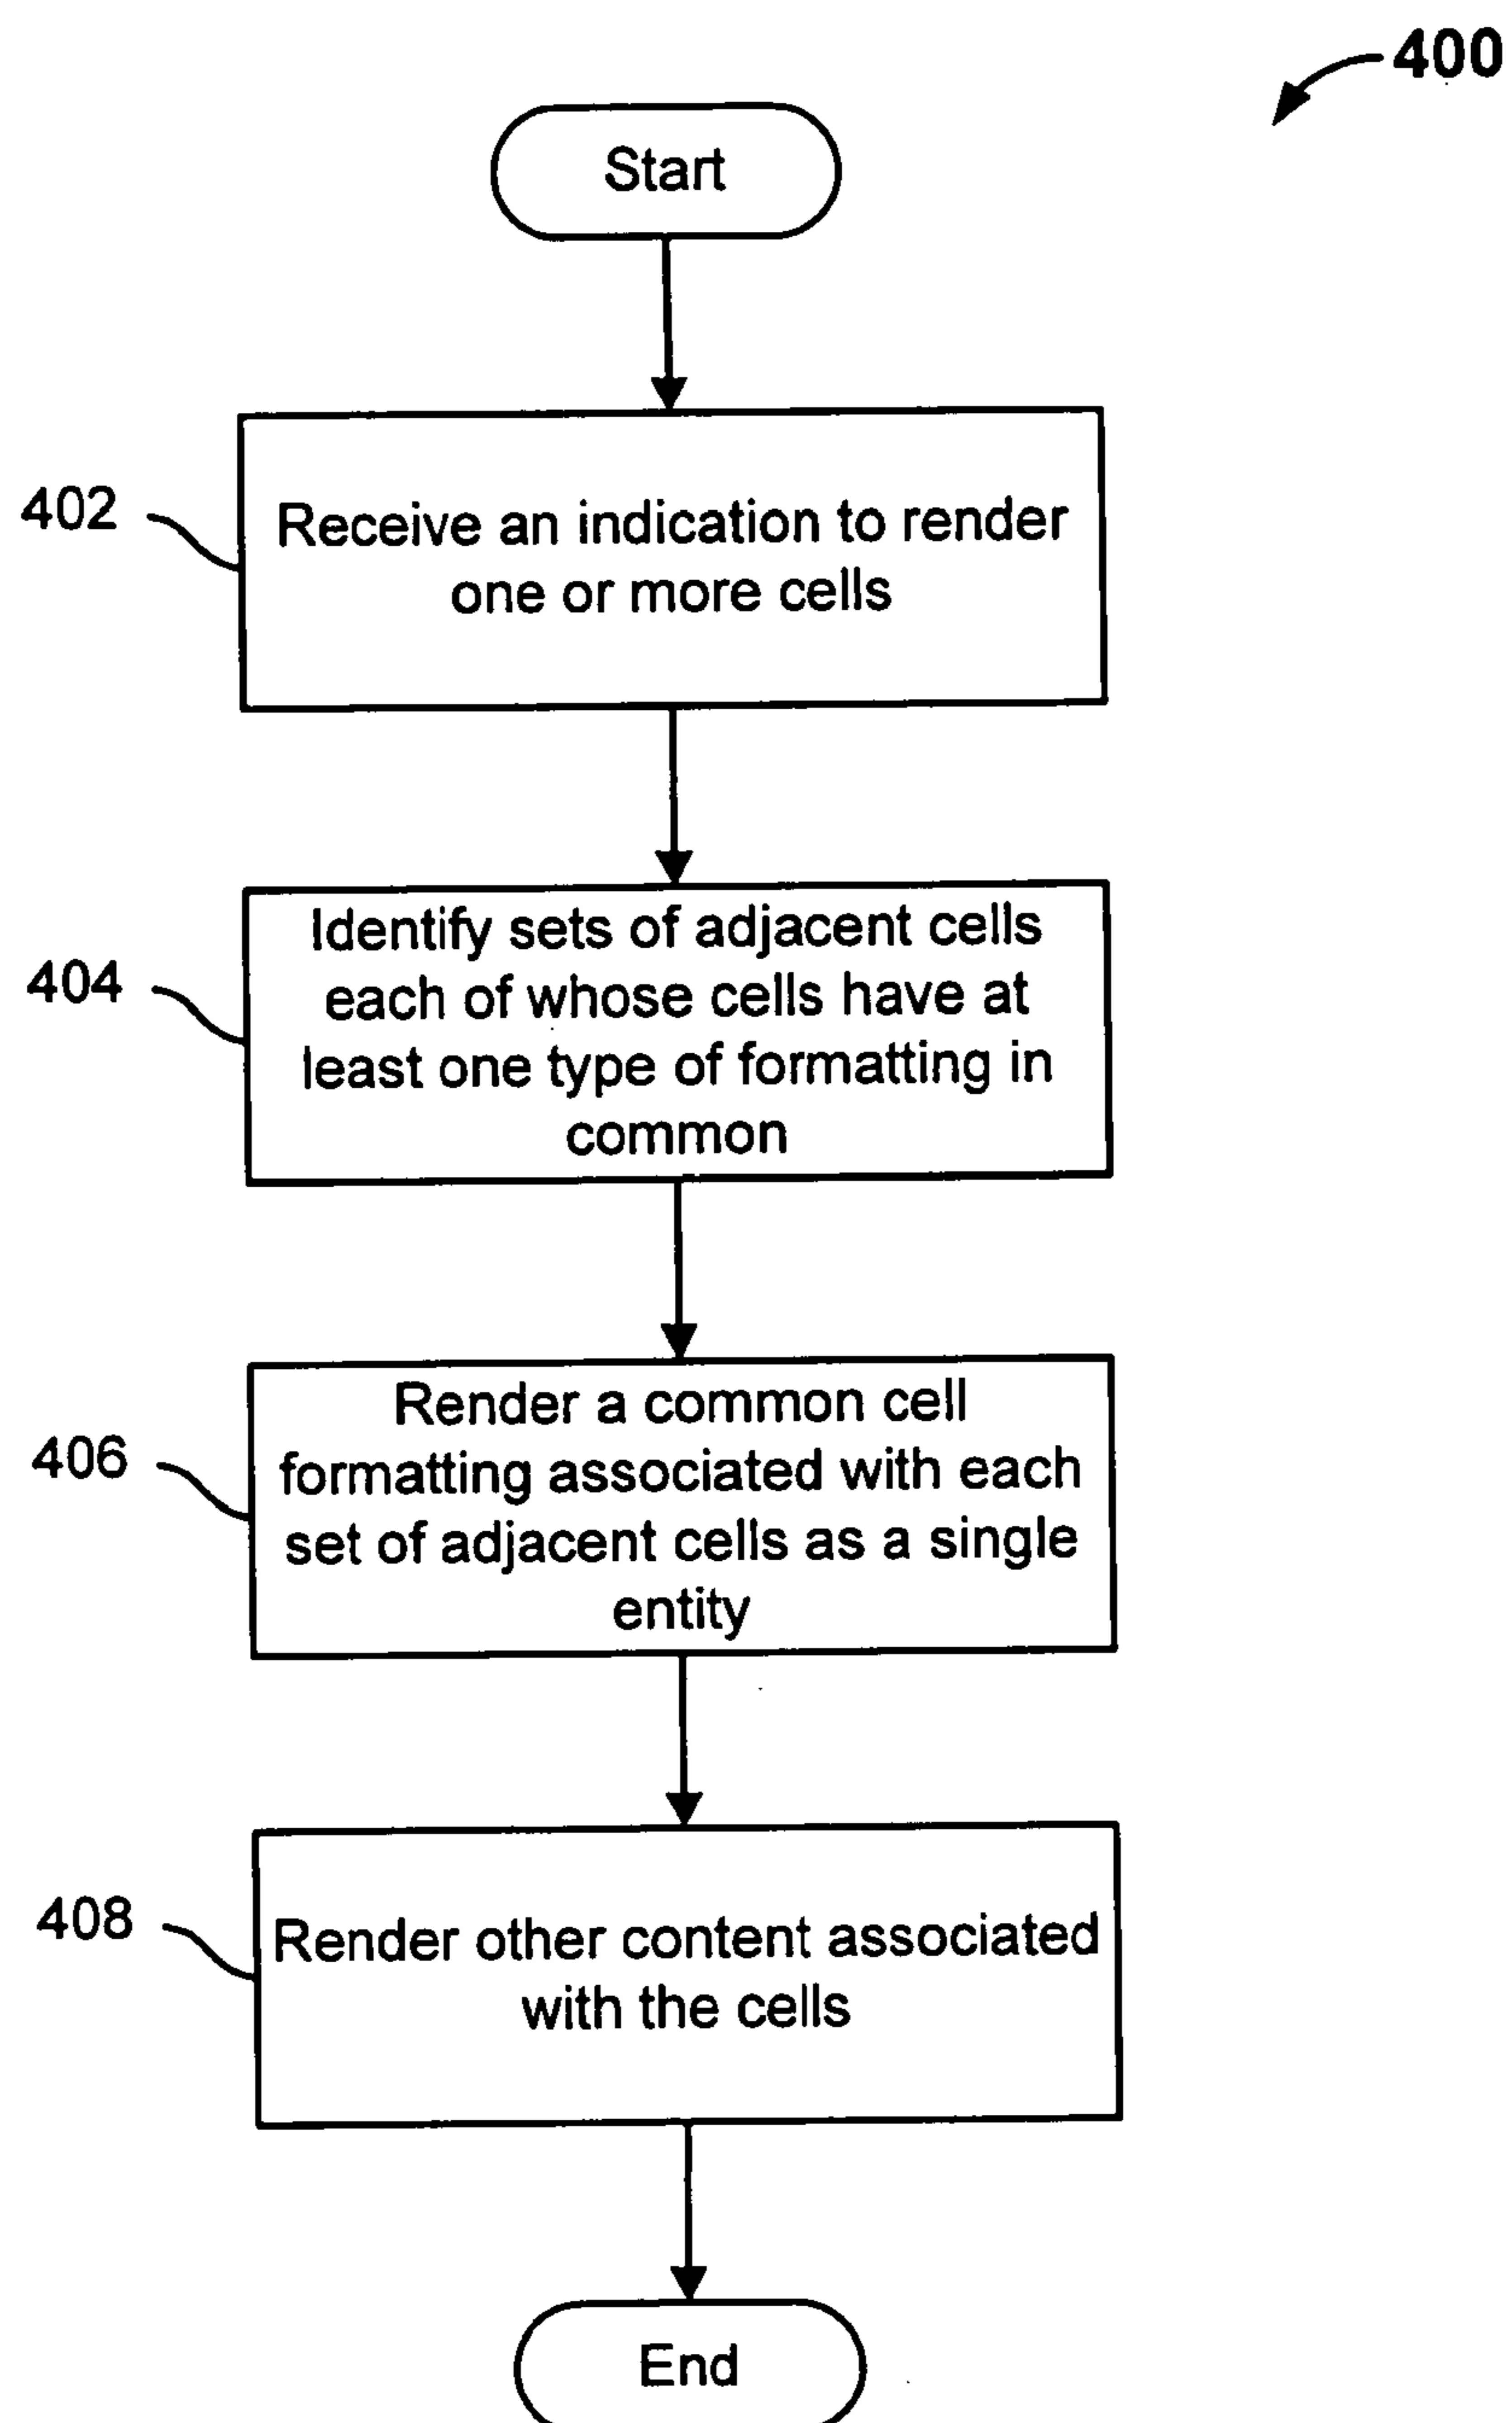 400
Start
402
Receive an indication to render
one or more cells
404
Identify sets of adjacent cells
each of whose cells have at
least one type of formatting in
common
406
Render a common cell
formatting associated with each
set of adjacent cells as a single
entity
408
Render other content associated
with the cells
End